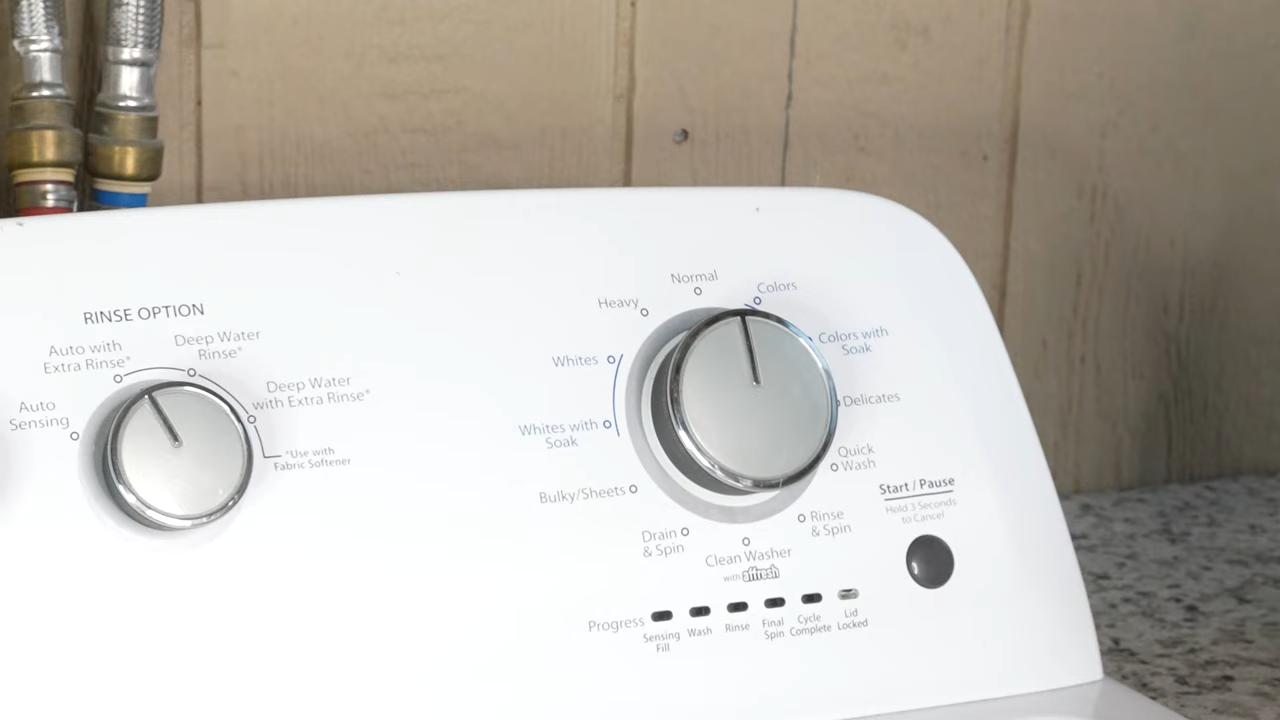 RINSE OPTION
Auto
Sensing
Auto with
Extra Rinse*
Deep Water
Rinse*
Deep Water
with Extra Rinse*
*Use with
Fabric Softener
Normal
Heavy
Colors
Whites
Colors with
Soak
Whites with
Soak
Delicates
Bulky/Sheets
Quick
Wash
Drain
& Spin
Clean Washer
with affresh
Rinse
& Spin
Start / Pause
Hold 3 Seconds
to Cancel
Progress
Sensing
Fill
Wash
Rinse
Final
Spin
Cycle
Complete
Lid
Locked